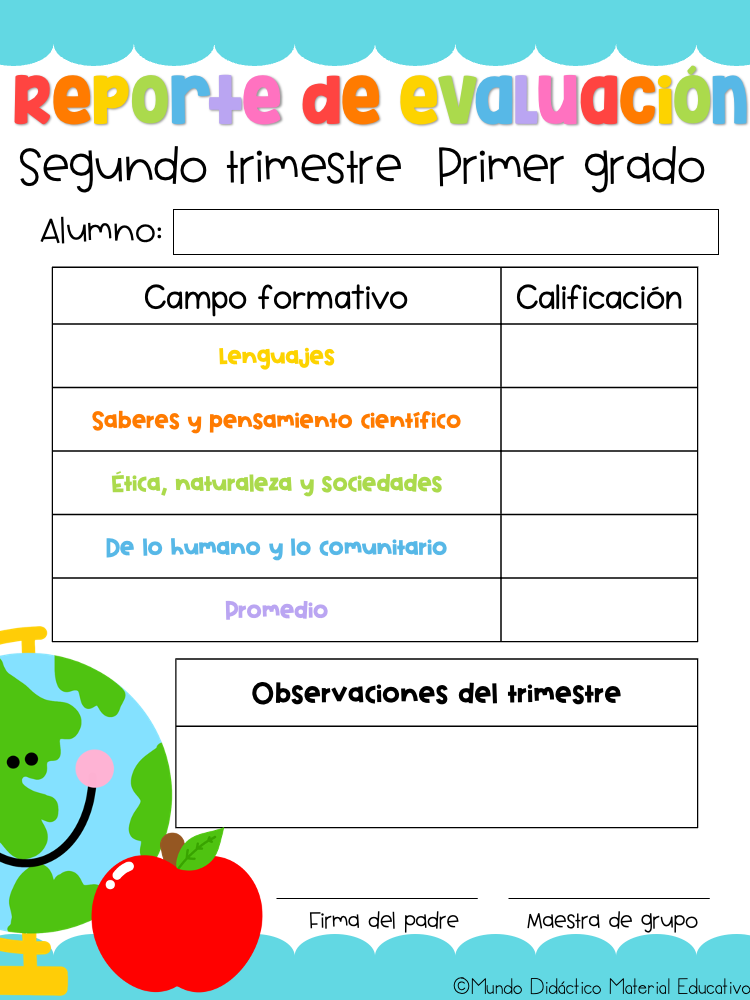 Reporte de evaluación
Segundo trimestre Primer grado
Alumno:
Campo formativo Calificación
Lenguajes
Saberes y pensamiento científico
Ética, naturaleza y sociedades
De lo humano y lo comunitario
Promedio
Observaciones del trimestre
Firma del padre Maestra de grupo
©Mundo Didáctico Material Educativo